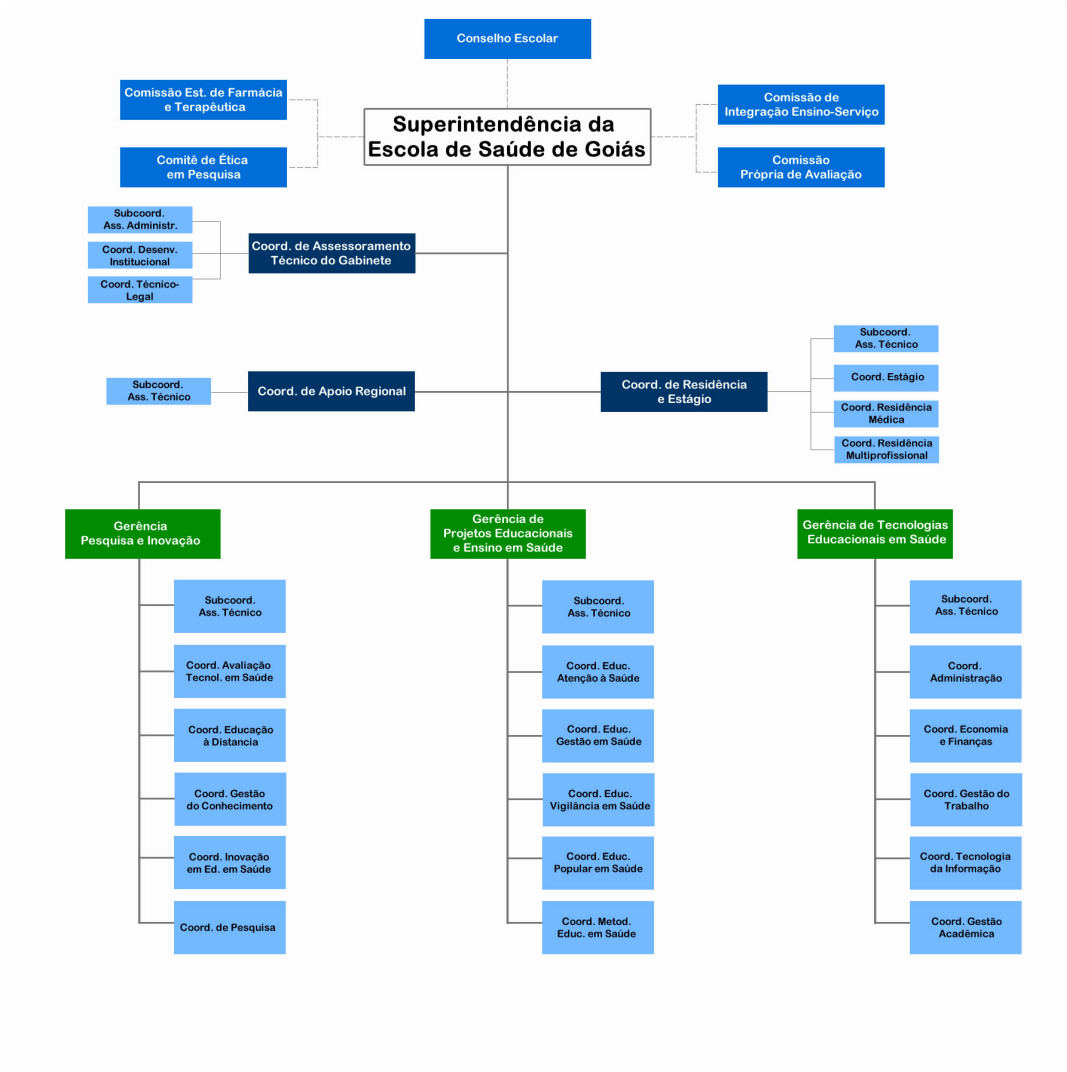 Conselho Escolar
Comissão Est. de Farmácia
e Terapêutica
Comissão de
Integração Ensino-Serviço
Superintendência da
Escola de Saúde de Goiás
Comitê de Ética
em Pesquisa
Comissão
Própria de Avaliação
Subcoord.
Ass. Administr.
Coord. Desenv.
Institucional
Coord. Técnico-
Legal
Coord. de Assessoramento
Técnico do Gabinete
Subcoord.
Ass. Técnico
Coord. de Apoio Regional
Coord. de Residência
e Estágio
Subcoord.
Ass. Técnico
Coord. Estágio
Coord. Residência
Médica
Coord. Residência
Multiprofissional
Gerência
Pesquisa e Inovação
Subcoord.
Ass. Técnico
Coord. Avaliação
Tecnol. em Saúde
Coord. Educação
à Distancia
Coord. Gestão
do Conhecimento
Coord. Inovação
em Ed. em Saúde
Coord. de Pesquisa
Gerência de
Projetos Educacionais
e Ensino em Saúde
Subcoord.
Ass. Técnico
Coord. Educ.
Atenção à Saúde
Coord. Educ.
Gestão em Saúde
Coord. Educ.
Vigilância em Saúde
Coord. Educ.
Popular em Saúde
Coord. Metod.
Educ. em Saúde
Gerência de Tecnologias
Educacionais em Saúde
Subcoord.
Ass. Técnico
Coord.
Administração
Coord. Economia
e Finanças
Coord. Gestão do
Trabalho
Coord. Tecnologia
da Informação
Coord. Gestão
Acadêmica